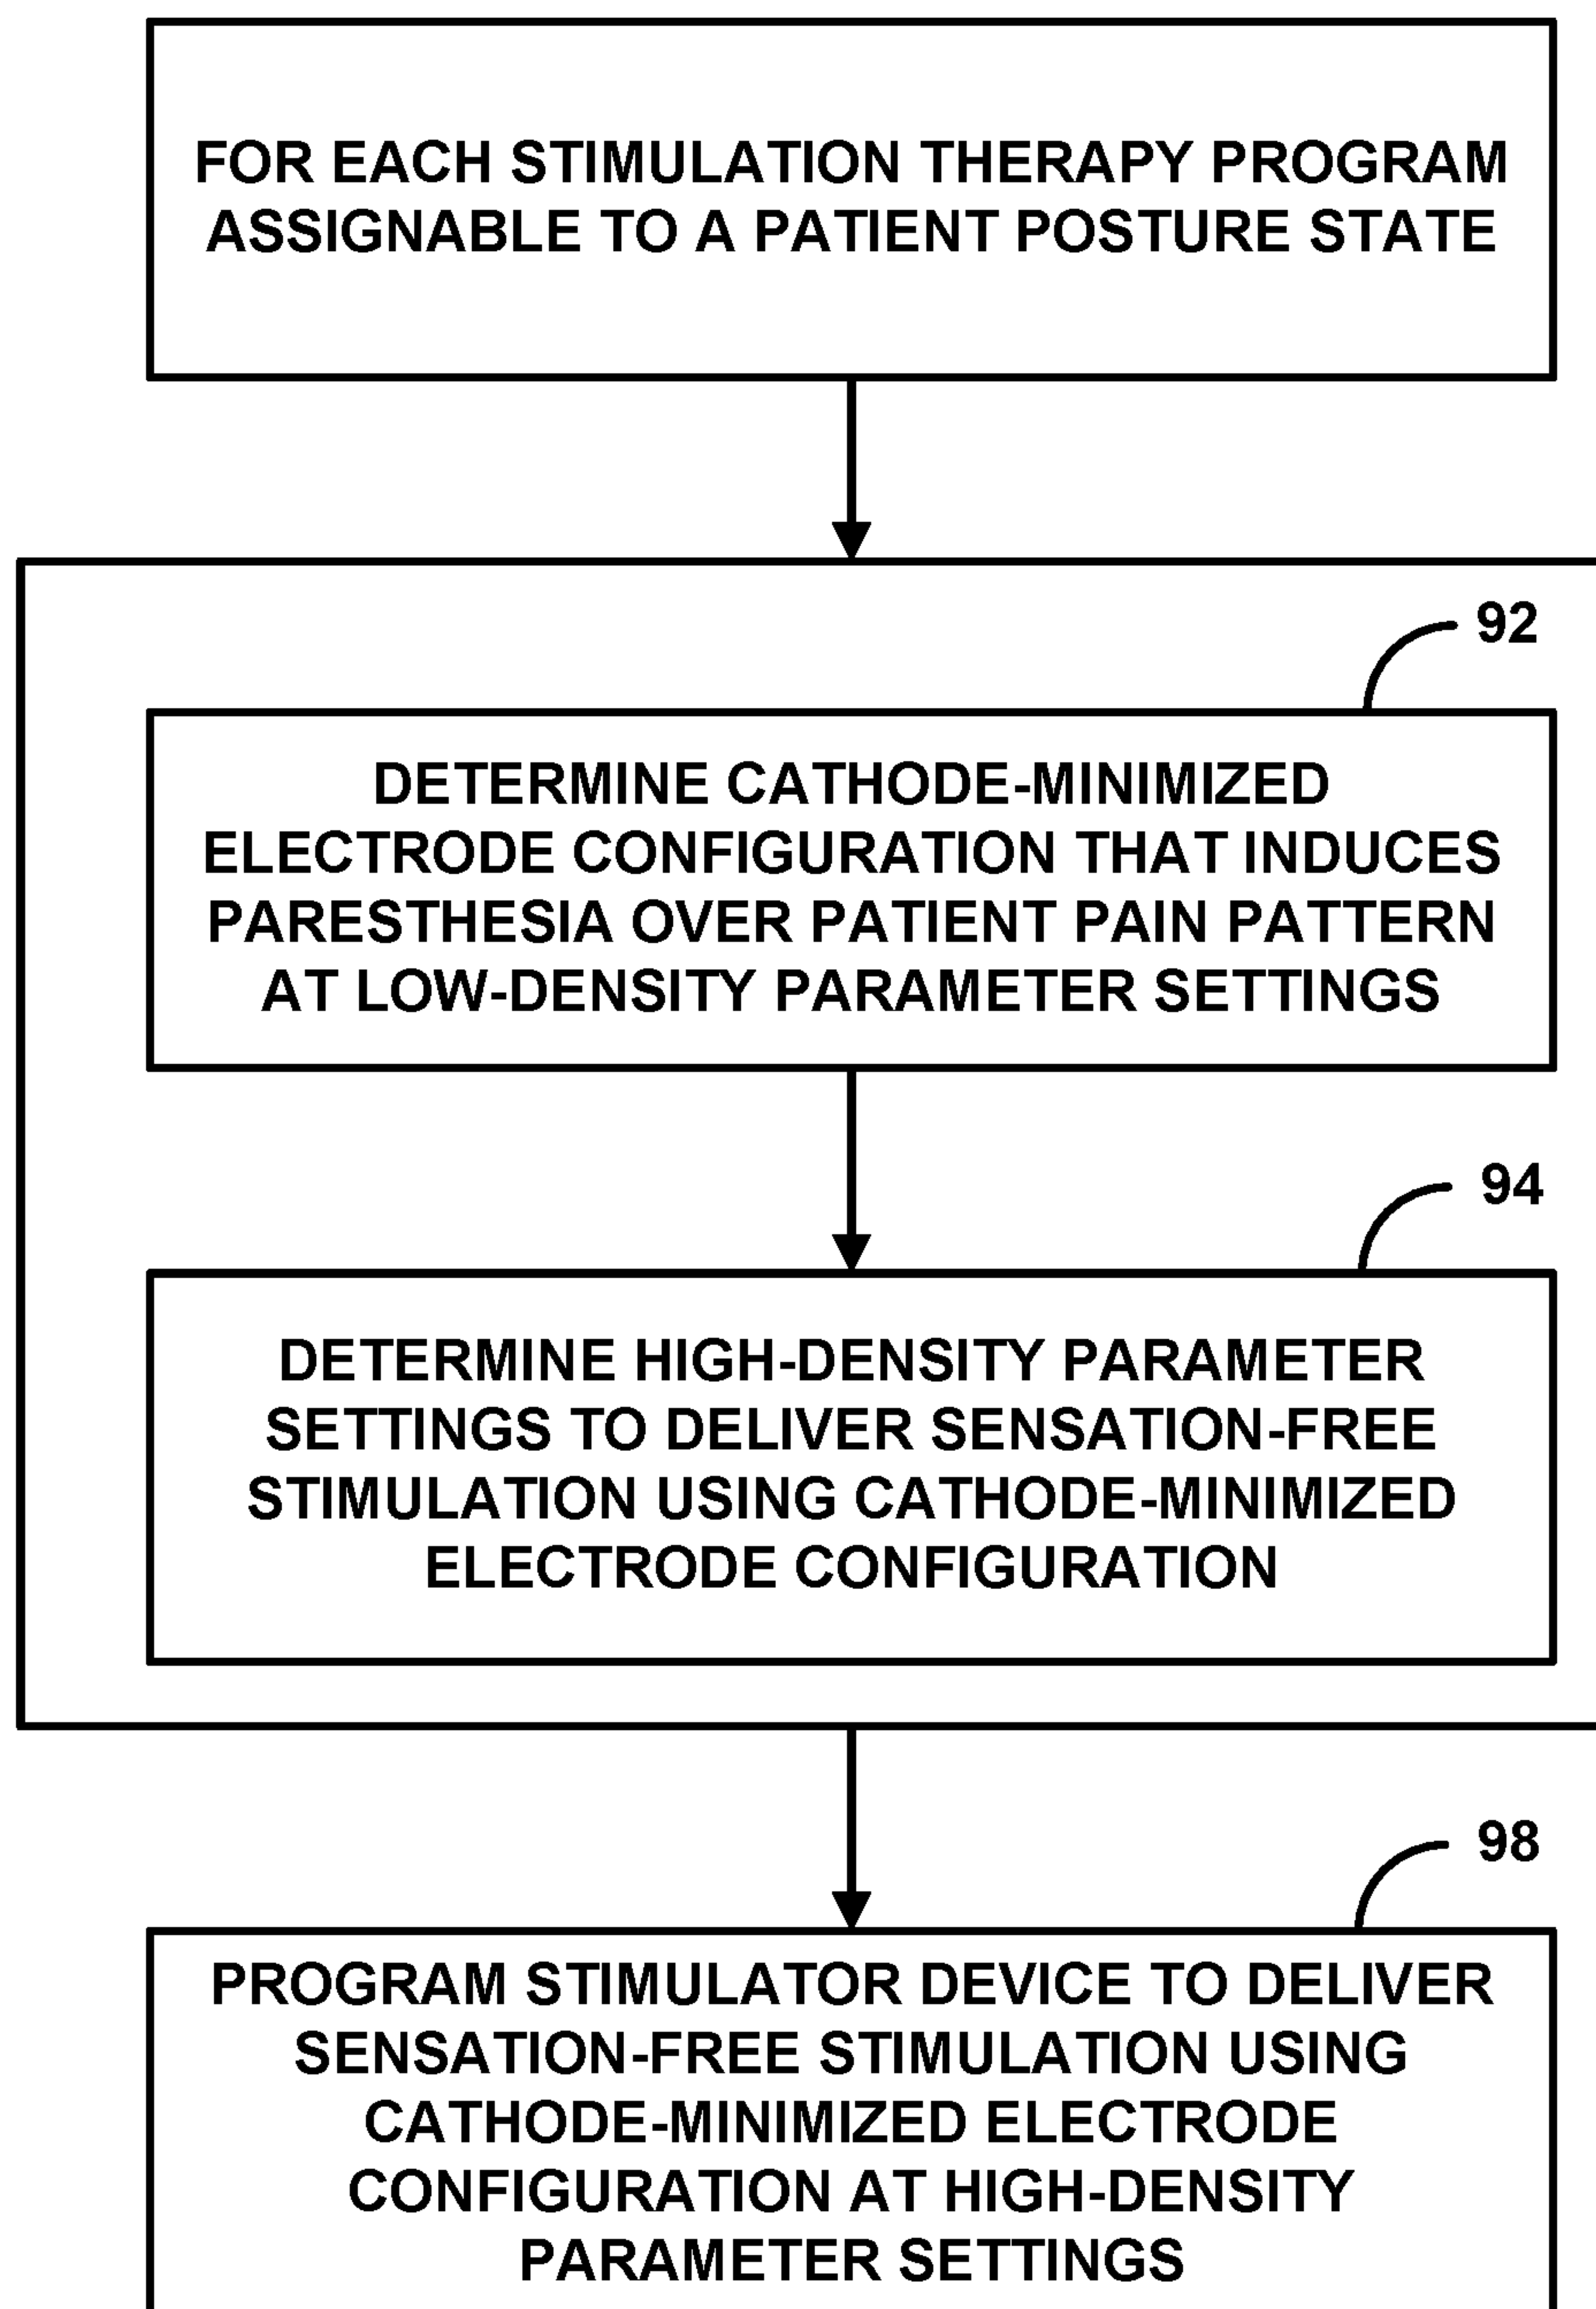 FOR EACH STIMULATION THERAPY PROGRAM
ASSIGNABLE TO A PATIENT POSTURE STATE
92
DETERMINE CATHODE-MINIMIZED
ELECTRODE CONFIGURATION THAT INDUCES
PARESTHESIA OVER PATIENT PAIN PATTERN
AT LOW-DENSITY PARAMETER SETTINGS
94
DETERMINE HIGH-DENSITY PARAMETER
SETTINGS TO DELIVER SENSATION-FREE
STIMULATION USING CATHODE-MINIMIZED
ELECTRODE CONFIGURATION
98
PROGRAM STIMULATOR DEVICE TO DELIVER
SENSATION-FREE STIMULATION USING
CATHODE-MINIMIZED ELECTRODE
CONFIGURATION AT HIGH-DENSITY
PARAMETER SETTINGS